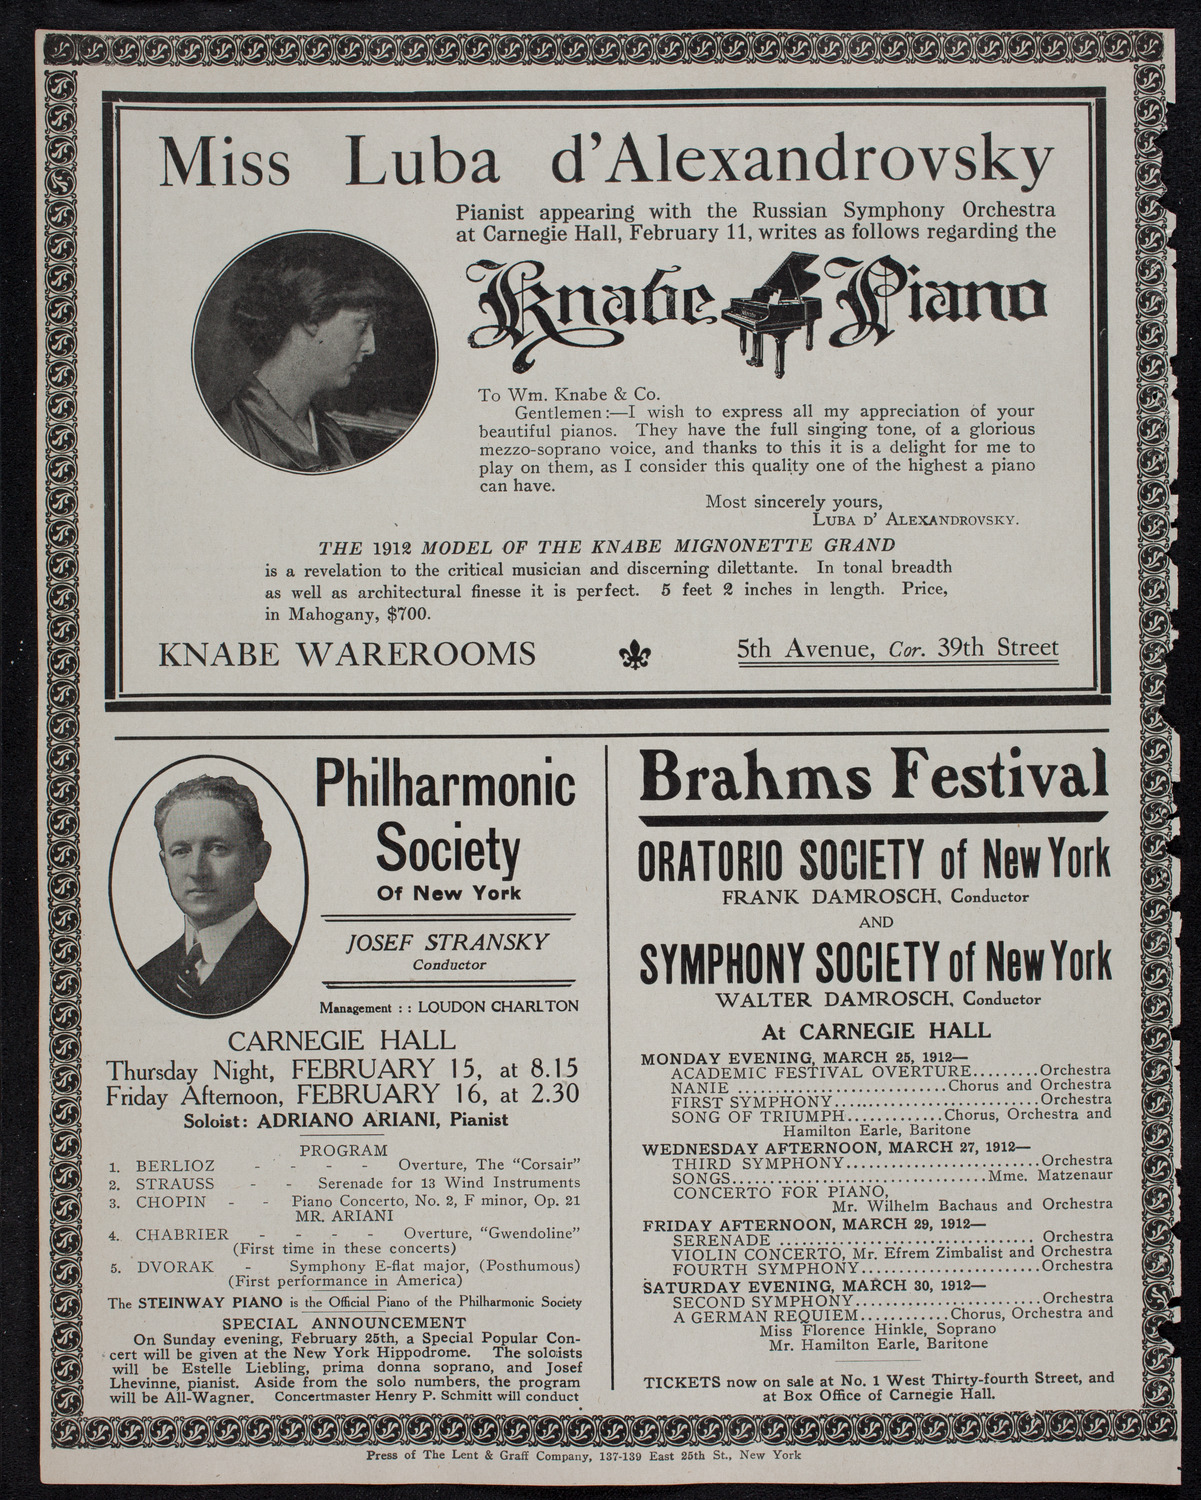 Miss Luba d'Alexandrovsky
Pianist appearing with the Russian Symphony Orchestra
at Carnegie Hall, February 11, writes as follows regarding the
Knabe Piano
To Wm. Knabe & Co.
Gentlemen:—I wish to express all my appreciation of your
beautiful pianos. They have the full singing tone, of a glorious
mezzo-soprano voice, and thanks to this it is a delight for me to
play on them, as I consider this quality one of the highest a piano
can have.
Most sincerely yours,
LUBA D' ALEXANDROVSKY.
THE 1912 MODEL OF THE KNABE MIGNONETTE GRAND
is a revelation to the critical musician and discerning dilettante. In tonal breadth
as well as architectural finesse it is perfect. 5 feet 2 inches in length. Price,
in Mahogany, $700.
KNABE WAREROOMS 5th Avenue, Cor. 39th Street
Philharmonic
Society
Of New York
JOSEF STRANSKY
Conductor
Management : : LOUDON CHARLTON
CARNEGIE HALL
Thursday Night, FEBRUARY 15, at 8.15
Friday Afternoon, FEBRUARY 16, at 2.30
Soloist: ADRIANO ARIANI, Pianist
PROGRAM
1. BERLIOZ - - - - Overture, The "Corsair"
2. STRAUSS - - Serenade for 13 Wind Instruments
3. CHOPIN - - Piano Concerto, No. 2, F minor, Op. 21
MR. ARIANI
4. CHABRIER - - - - Overture, "Gwendoline"
(First time in these concerts)
5. DVORAK - Symphony E-flat major, (Posthumous)
(First performance in America)
The STEINWAY PIANO is the Official Piano of the Philharmonic Society
SPECIAL ANNOUNCEMENT
On Sunday evening, February 25th, a Special Popular Con-
cert will be given at the New York Hippodrome. The soloists
will be Estelle Liebling, prima donna soprano, and Josef
Lhevinne, pianist. Aside from the solo numbers, the program
will be All-Wagner. Concertmaster Henry P. Schmitt will conduct
Brahms Festival
ORATORIO SOCIETY of New York
FRANK DAMROSCH, Conductor
AND
SYMPHONY SOCIETY of New York
WALTER DAMROSCH, Conductor
At CARNEGIE HALL
MONDAY EVENING, MARCH 25, 1912—
ACADEMIC FESTIVAL OVERTURE.........Orchestra
NANIE ............................Chorus and Orchestra
FIRST SYMPHONY............................Orchestra
SONG OF TRIUMPH............Chorus, Orchestra and
Hamilton Earle, Baritone
WEDNESDAY AFTERNOON, MARCH 27, 1912—
THIRD SYMPHONY..........................Orchestra
SONGS..................................Mme. Matzenaur
CONCERTO FOR PIANO,
Mr. Wilhelm Bachaus and Orchestra
FRIDAY AFTERNOON, MARCH 29, 1912—
SERENADE .................................. Orchestra
VIOLIN CONCERTO, Mr. Efrem Zimbalist and Orchestra
FOURTH SYMPHONY........................Orchestra
SATURDAY EVENING, MARCH 30, 1912—
SECOND SYMPHONY.........................Orchestra
A GERMAN REQUIEM............Chorus, Orchestra and
Miss Florence Hinkle, Soprano
Mr. Hamilton Earle, Baritone
TICKETS now on sale at No. 1 West Thirty-fourth Street, and
at Box Office of Carnegie Hall.
Press of The Lent & Graff Company, 137-139 East 25th St., New York